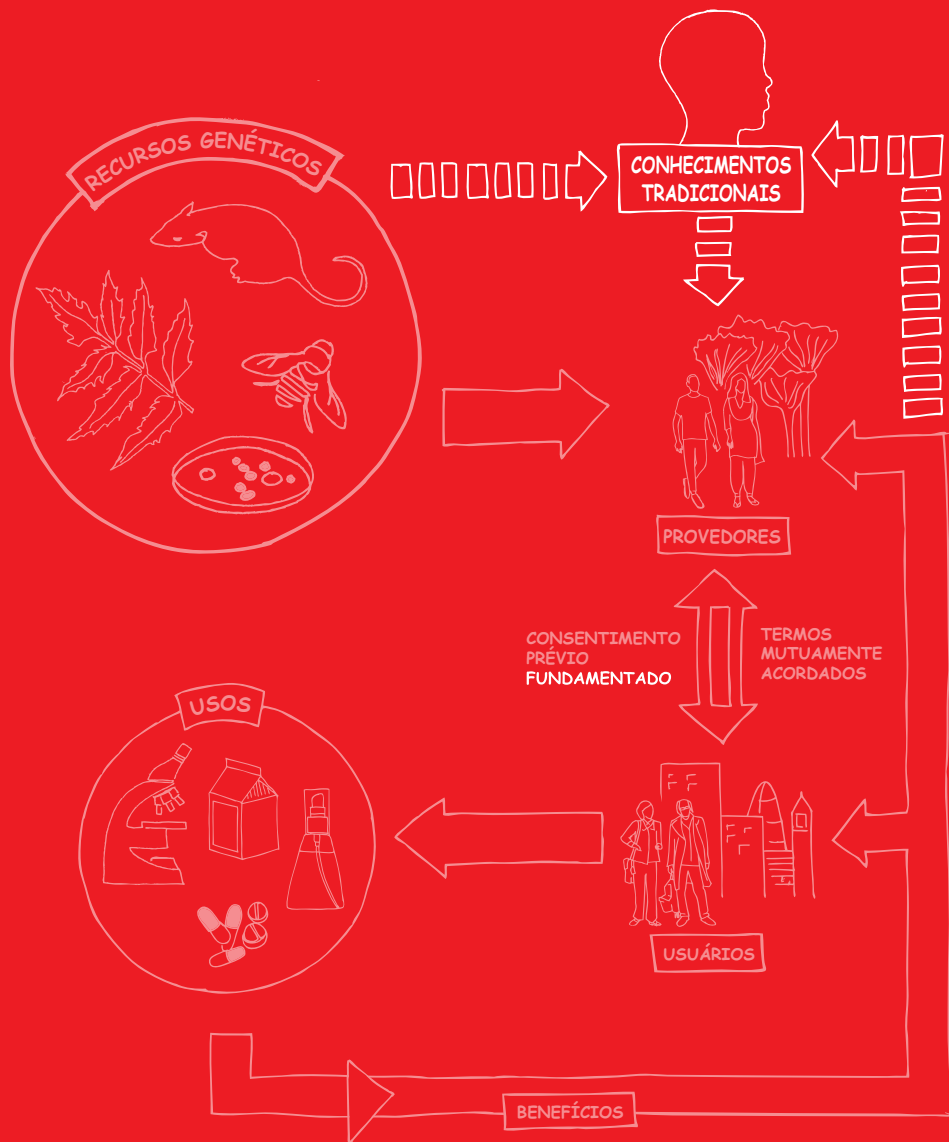 RECURSOS GENÉTICOS
CONHECIMENTOS
TRADICIONAIS
PROVEDORES
CONSENTIMENTO
PRÉVIO
FUNDAMENTADO
TERMOS
MUTUAMENTE
ACORDADOS
USOS
USUÁRIOS
BENEFÍCIOS